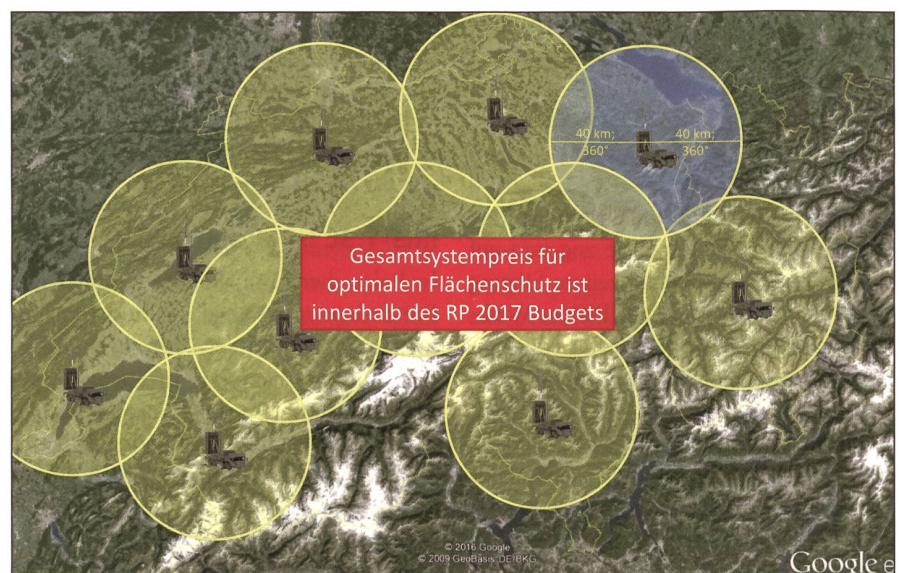 40 km;
360°
40 km;
360°
Gesamtsystempreis für
optimalen Flächenschutz ist
innerhalb des RP 2017 Budgets
© 2016 Google
© 2009 GeoBasis-DE/BKG
Google e